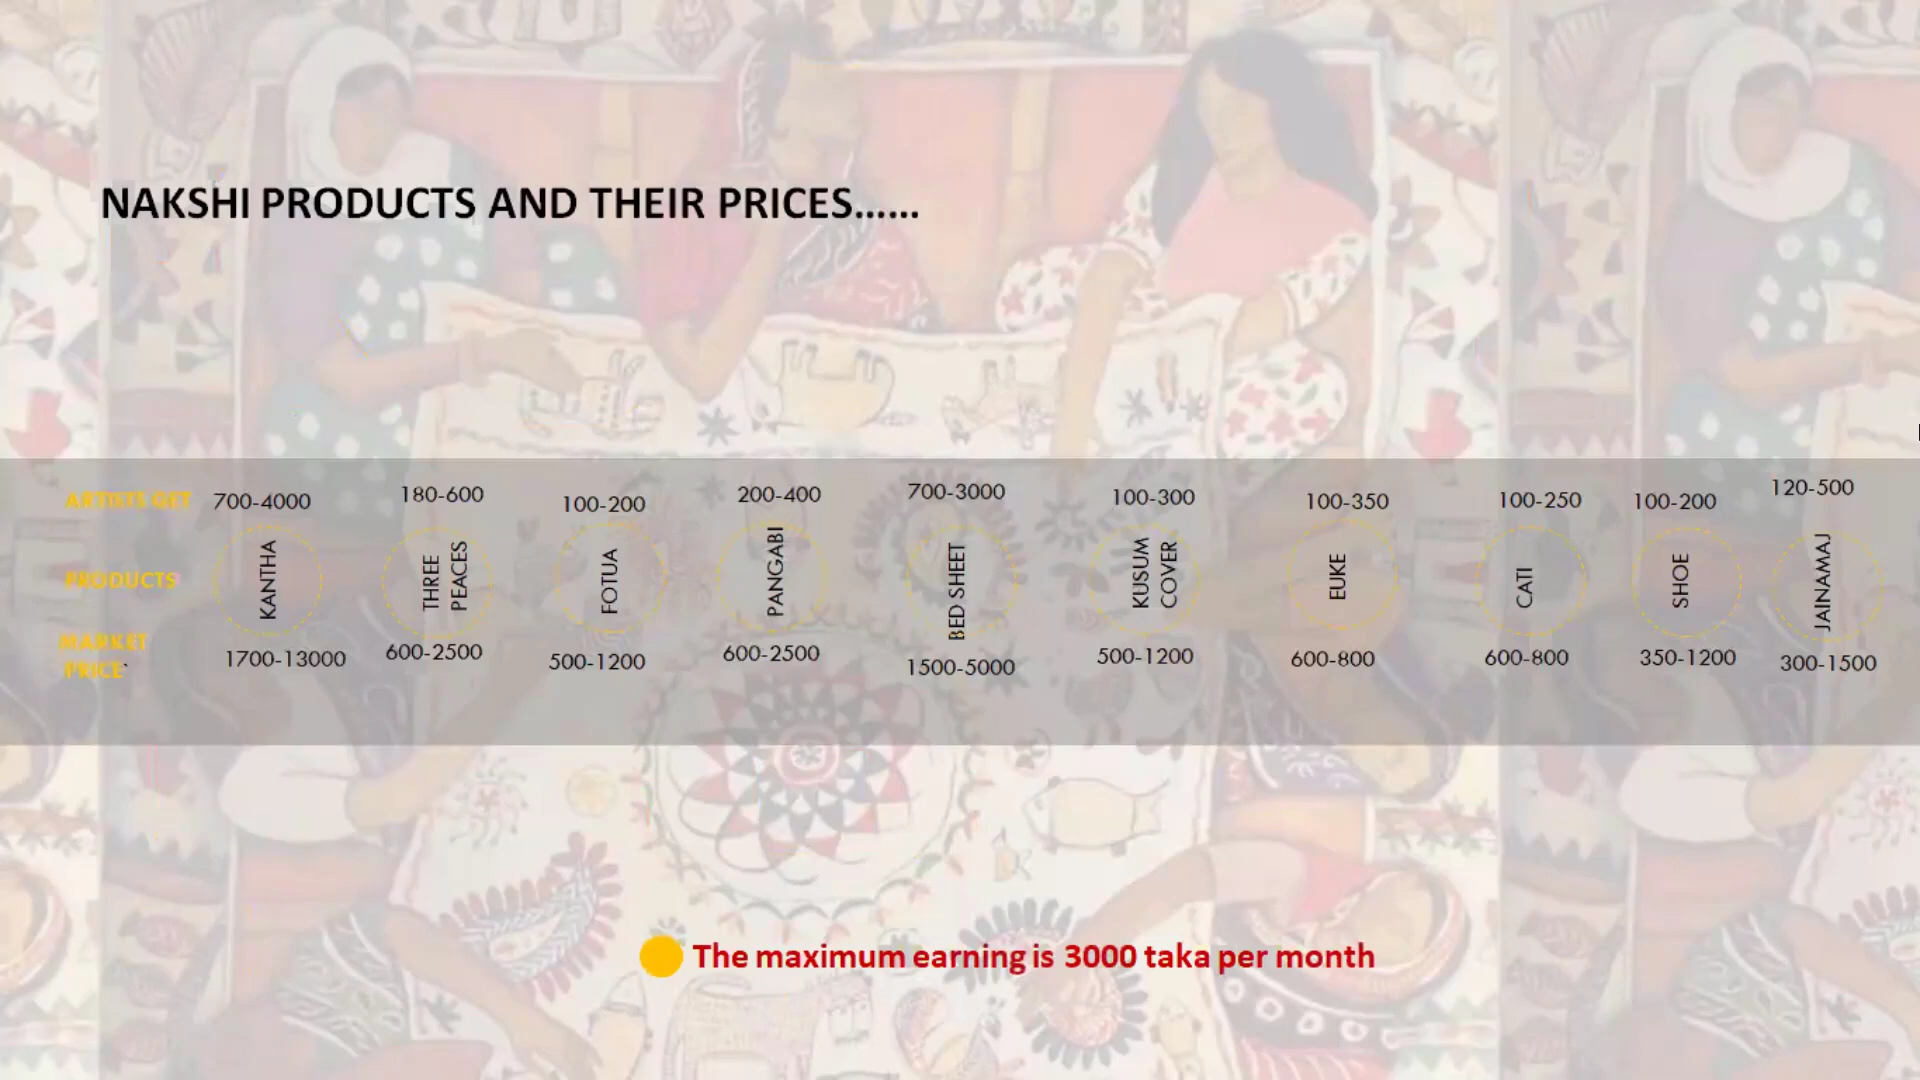 NAKSHI PRODUCTS AND THEIR PRICES......
ARTISTS GET 700-4000 180-600 100-200 200-400 700-3000 100-300 100-350 100-250 100-200 120-500
PRODUCTS KANTHA THREE PEACES FOTUA PANGABI BED SHEET KUSUM COVER EUKE CATI SHOE JAINAMAJ
MARKET PRICE` 1700-13000 600-2500 500-1200 600-2500 1500-5000 500-1200 600-800 600-800 350-1200 300-1500
The maximum earning is 3000 taka per month